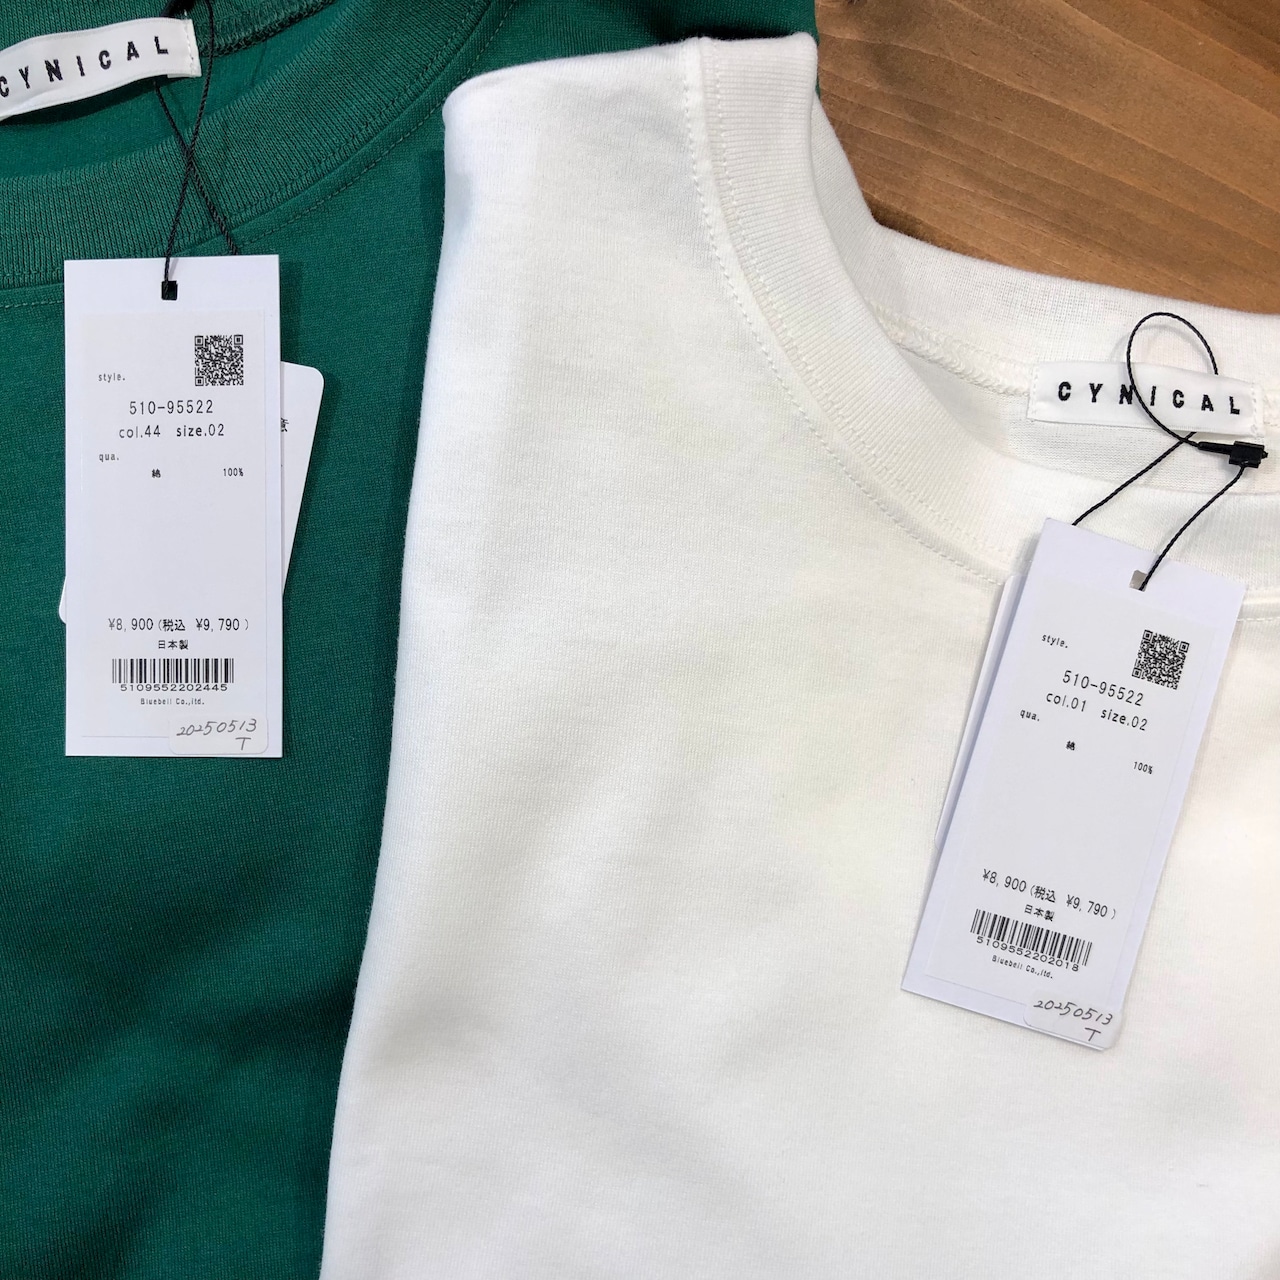 CYNICAL
style.
510-95522
col.44 size.02
qua.
綿 100%
¥8,900(税込 ¥9,790)
日本製
5109552202445
Bluebell Co.,ltd.
20250513
T
意
CYNICAL
style.
510-95522
col.01 size.02
qua.
綿 100%
¥8,900(税込 ¥9,790)
日本製
5109552202018
Bluebell Co.,ltd.
20250513
T